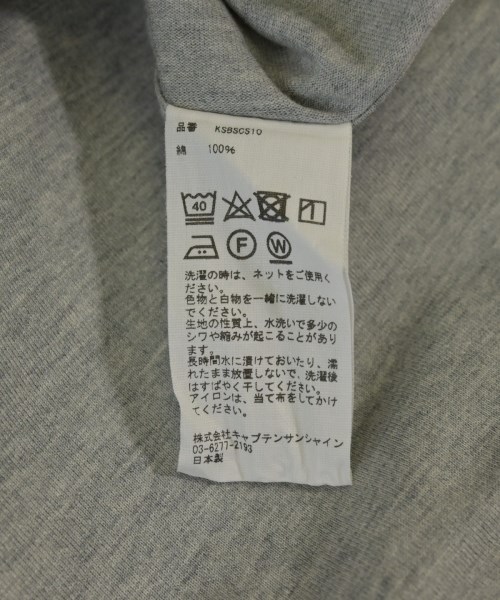 品番 KSBSCS10
綿 100%
40
F W
洗濯の時は、ネットをご使用く
ださい。
色物と白物を一緒に洗濯しない
でください。
生地の性質上、水洗いで多少の
シワや縮みが起こることがあり
ます。
長時間水に漬けておいたり、濡
れたまま放置しないで、洗濯後
はすばやく干してください。
アイロンは、当て布をしてかけ
てください。
株式会社キャプテンサンシャイン
03-6277-2193
日本製